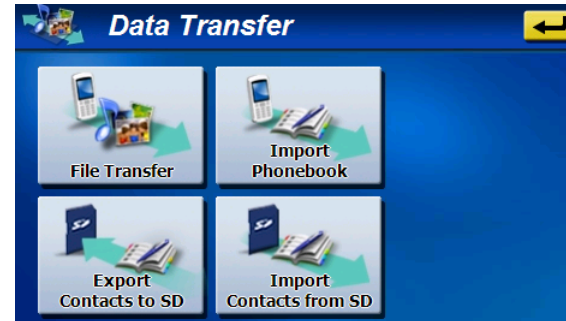 Data Transfer
File Transfer
Import
Phonebook
Export
Contacts to SD
Import
Contacts from SD